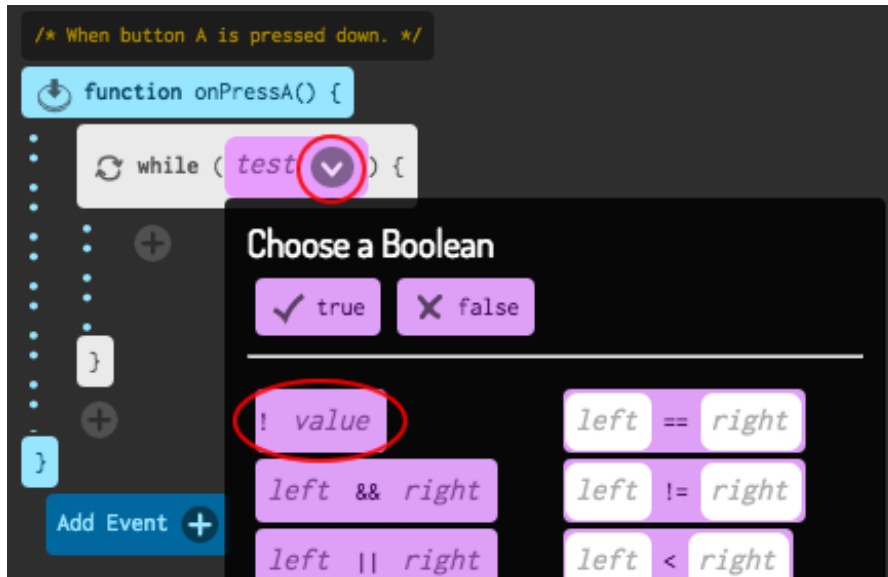 /* When button A is pressed down. */
function onPressA() {
while ( test ) {
Choose a Boolean
true false
}
! value left == right
}
left && right left != right
Add Event
left || right left < right